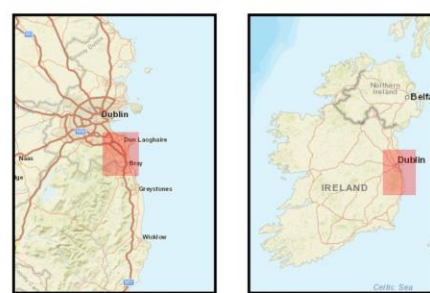 Dublin
Dun Laoghaire
Naas
Bray
Greystones
Wicklow
Northern
Ireland
Belfa
Dublin
IRELAND
Celtic Sea